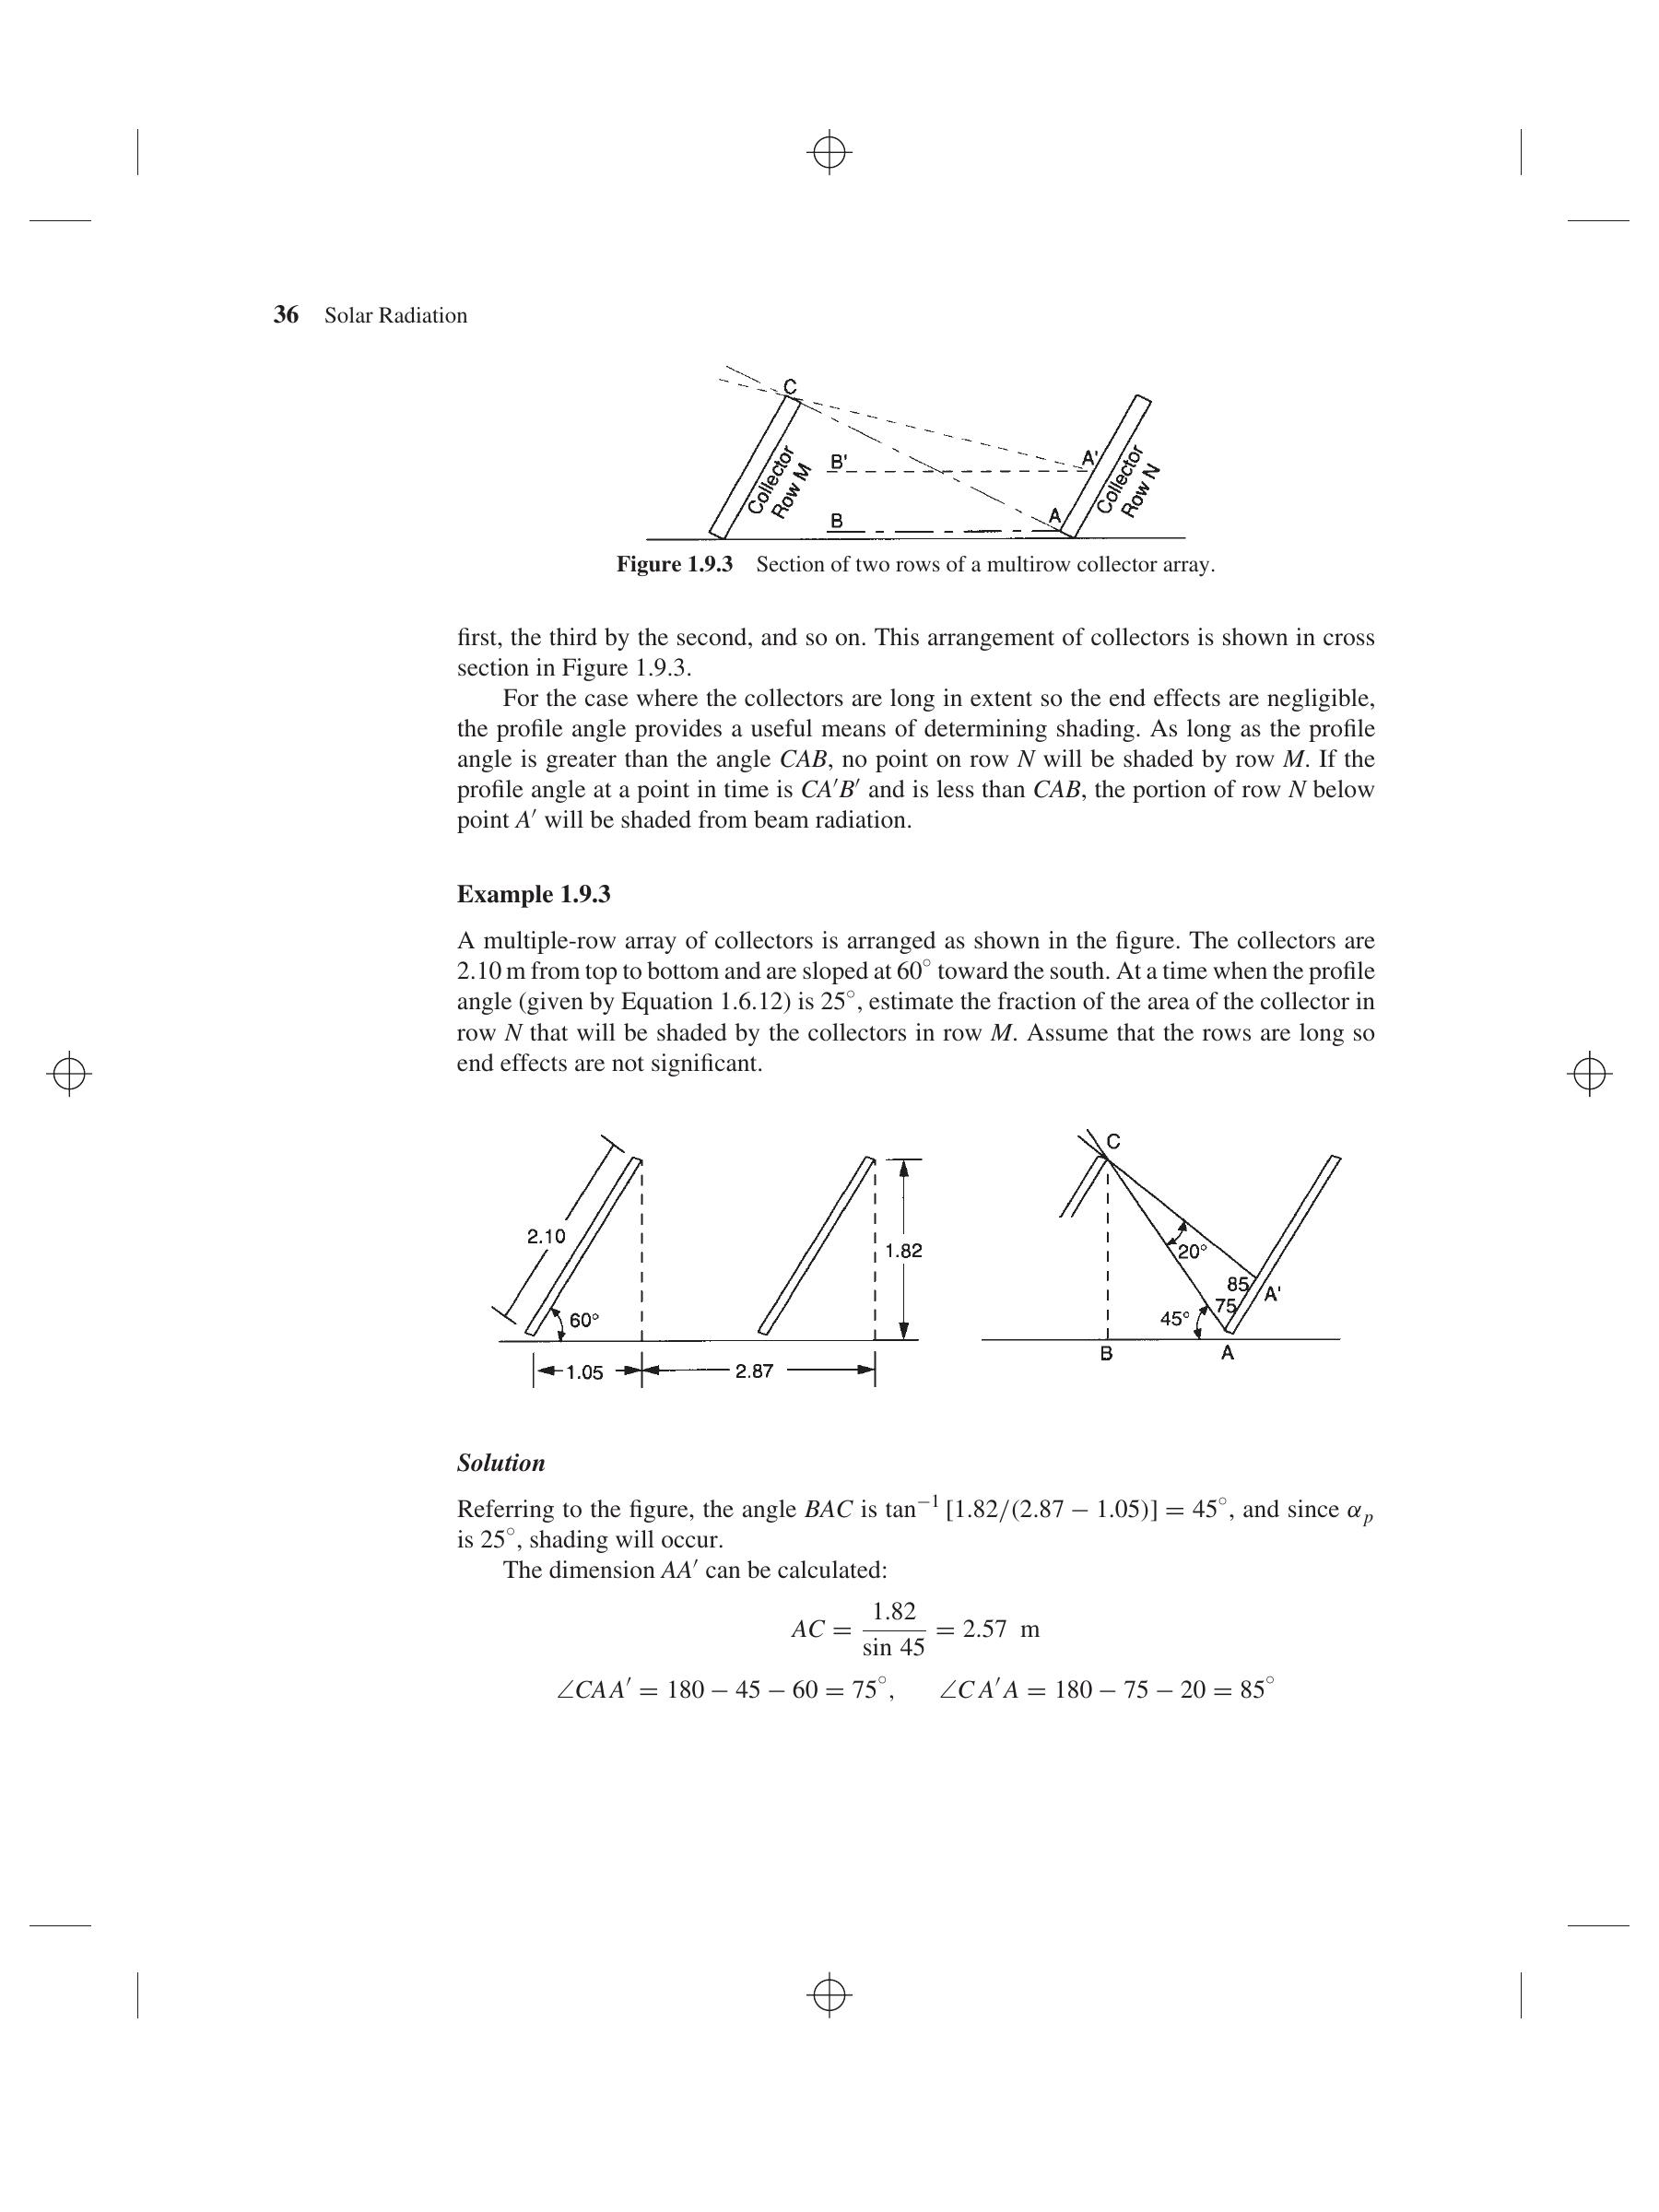 36 Solar Radiation
C
Collector
Row M
B'
A'
Collector
Row N
B
A
Figure 1.9.3 Section of two rows of a multirow collector array.
first, the third by the second, and so on. This arrangement of collectors is shown in cross
section in Figure 1.9.3.
For the case where the collectors are long in extent so the end effects are negligible,
the profile angle provides a useful means of determining shading. As long as the profile
angle is greater than the angle CAB, no point on row N will be shaded by row M. If the
profile angle at a point in time is CA′B′ and is less than CAB, the portion of row N below
point A′ will be shaded from beam radiation.
Example 1.9.3
A multiple-row array of collectors is arranged as shown in the figure. The collectors are
2.10 m from top to bottom and are sloped at 60° toward the south. At a time when the profile
angle (given by Equation 1.6.12) is 25°, estimate the fraction of the area of the collector in
row N that will be shaded by the collectors in row M. Assume that the rows are long so
end effects are not significant.
2.10
60°
1.05
2.87
1.82
C
20°
85
A'
75
45°
B
A
Solution
Referring to the figure, the angle BAC is tan⁻¹ [1.82/(2.87 − 1.05)] = 45°, and since αp
is 25°, shading will occur.
The dimension AA′ can be calculated:
AC = 1.82 / sin 45 = 2.57 m
∠CAA′ = 180 − 45 − 60 = 75°, ∠CA′A = 180 − 75 − 20 = 85°